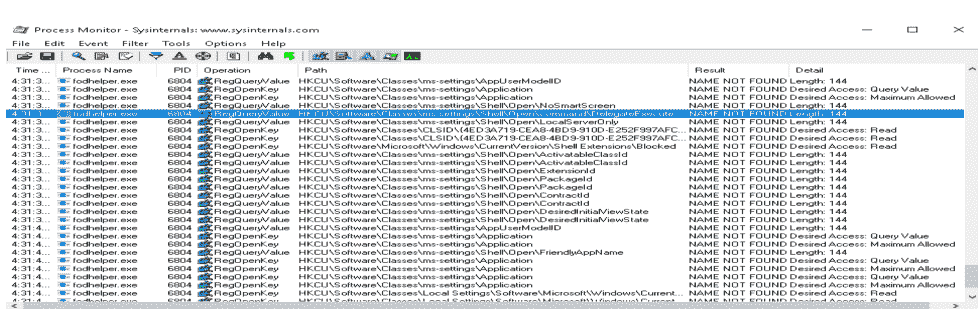 Process Monitor - Sysinternals: www.sysinternals.com
File Edit Event Filter Tools Options Help
Time ... Process Name PID Operation Path Result Detail
4:31:3... fodhelper.exe 6804 RegQueryValue HKCU\Software\Classes\ms-settings\AppUserModelID NAME NOT FOUND Length: 144
4:31:3... fodhelper.exe 6804 RegOpenKey HKCU\Software\Classes\ms-settings\Application NAME NOT FOUND Desired Access: Query Value
4:31:3... fodhelper.exe 6804 RegOpenKey HKCU\Software\Classes\ms-settings\Application NAME NOT FOUND Desired Access: Maximum Allowed
4:31:3... fodhelper.exe 6804 RegQueryValue HKCU\Software\Classes\ms-settings\Shell\Open\NoSmartScreen NAME NOT FOUND Length: 144
4:31:3... fodhelper.exe 6804 RegQueryValue HKCU\Software\Classes\ms-settings\Shell\Open\command\DelegateExecute NAME NOT FOUND Length: 144
4:31:3... fodhelper.exe 6804 RegQueryValue HKCU\Software\Classes\ms-settings\Shell\Open\LocalServerOnly NAME NOT FOUND Length: 144
4:31:3... fodhelper.exe 6804 RegOpenKey HKCU\Software\Classes\CLSID\{4ED3A719-CEA8-4BD9-910D-E252F997AFC... NAME NOT FOUND Desired Access: Read
4:31:3... fodhelper.exe 6804 RegOpenKey HKCU\Software\Classes\CLSID\{4ED3A719-CEA8-4BD9-910D-E252F997AFC... NAME NOT FOUND Desired Access: Read
4:31:3... fodhelper.exe 6804 RegOpenKey HKCU\Software\Microsoft\Windows\CurrentVersion\Shell Extensions\Blocked NAME NOT FOUND Desired Access: Read
4:31:3... fodhelper.exe 6804 RegQueryValue HKCU\Software\Classes\ms-settings\Shell\Open\ActivatableClassId NAME NOT FOUND Length: 144
4:31:3... fodhelper.exe 6804 RegQueryValue HKCU\Software\Classes\ms-settings\Shell\Open\ActivatableClassId NAME NOT FOUND Length: 144
4:31:3... fodhelper.exe 6804 RegQueryValue HKCU\Software\Classes\ms-settings\Shell\Open\ExtensionId NAME NOT FOUND Length: 144
4:31:3... fodhelper.exe 6804 RegQueryValue HKCU\Software\Classes\ms-settings\Shell\Open\PackageId NAME NOT FOUND Length: 144
4:31:3... fodhelper.exe 6804 RegQueryValue HKCU\Software\Classes\ms-settings\Shell\Open\PackageId NAME NOT FOUND Length: 144
4:31:3... fodhelper.exe 6804 RegQueryValue HKCU\Software\Classes\ms-settings\Shell\Open\ContractId NAME NOT FOUND Length: 144
4:31:3... fodhelper.exe 6804 RegQueryValue HKCU\Software\Classes\ms-settings\Shell\Open\ContractId NAME NOT FOUND Length: 144
4:31:3... fodhelper.exe 6804 RegQueryValue HKCU\Software\Classes\ms-settings\Shell\Open\DesiredInitialViewState NAME NOT FOUND Length: 144
4:31:3... fodhelper.exe 6804 RegQueryValue HKCU\Software\Classes\ms-settings\Shell\Open\DesiredInitialViewState NAME NOT FOUND Length: 144
4:31:4... fodhelper.exe 6804 RegQueryValue HKCU\Software\Classes\ms-settings\AppUserModelID NAME NOT FOUND Length: 144
4:31:4... fodhelper.exe 6804 RegOpenKey HKCU\Software\Classes\ms-settings\Application NAME NOT FOUND Desired Access: Query Value
4:31:4... fodhelper.exe 6804 RegOpenKey HKCU\Software\Classes\ms-settings\Application NAME NOT FOUND Desired Access: Maximum Allowed
4:31:4... fodhelper.exe 6804 RegQueryValue HKCU\Software\Classes\ms-settings\Shell\Open\FriendlyAppName NAME NOT FOUND Length: 144
4:31:4... fodhelper.exe 6804 RegOpenKey HKCU\Software\Classes\ms-settings\Application NAME NOT FOUND Desired Access: Query Value
4:31:4... fodhelper.exe 6804 RegOpenKey HKCU\Software\Classes\ms-settings\Application NAME NOT FOUND Desired Access: Maximum Allowed
4:31:4... fodhelper.exe 6804 RegOpenKey HKCU\Software\Classes\ms-settings\Application NAME NOT FOUND Desired Access: Query Value
4:31:4... fodhelper.exe 6804 RegOpenKey HKCU\Software\Classes\ms-settings\Application NAME NOT FOUND Desired Access: Maximum Allowed
4:31:4... fodhelper.exe 6804 RegOpenKey HKCU\Software\Classes\Local Settings\Software\Microsoft\Windows\Current... NAME NOT FOUND Desired Access: Read
4:31:4... fodhelper.exe 6804 RegOpenKey HKCU\Software\Classes\Local Settings\Software\Microsoft\Windows\Current... NAME NOT FOUND Desired Access: Read